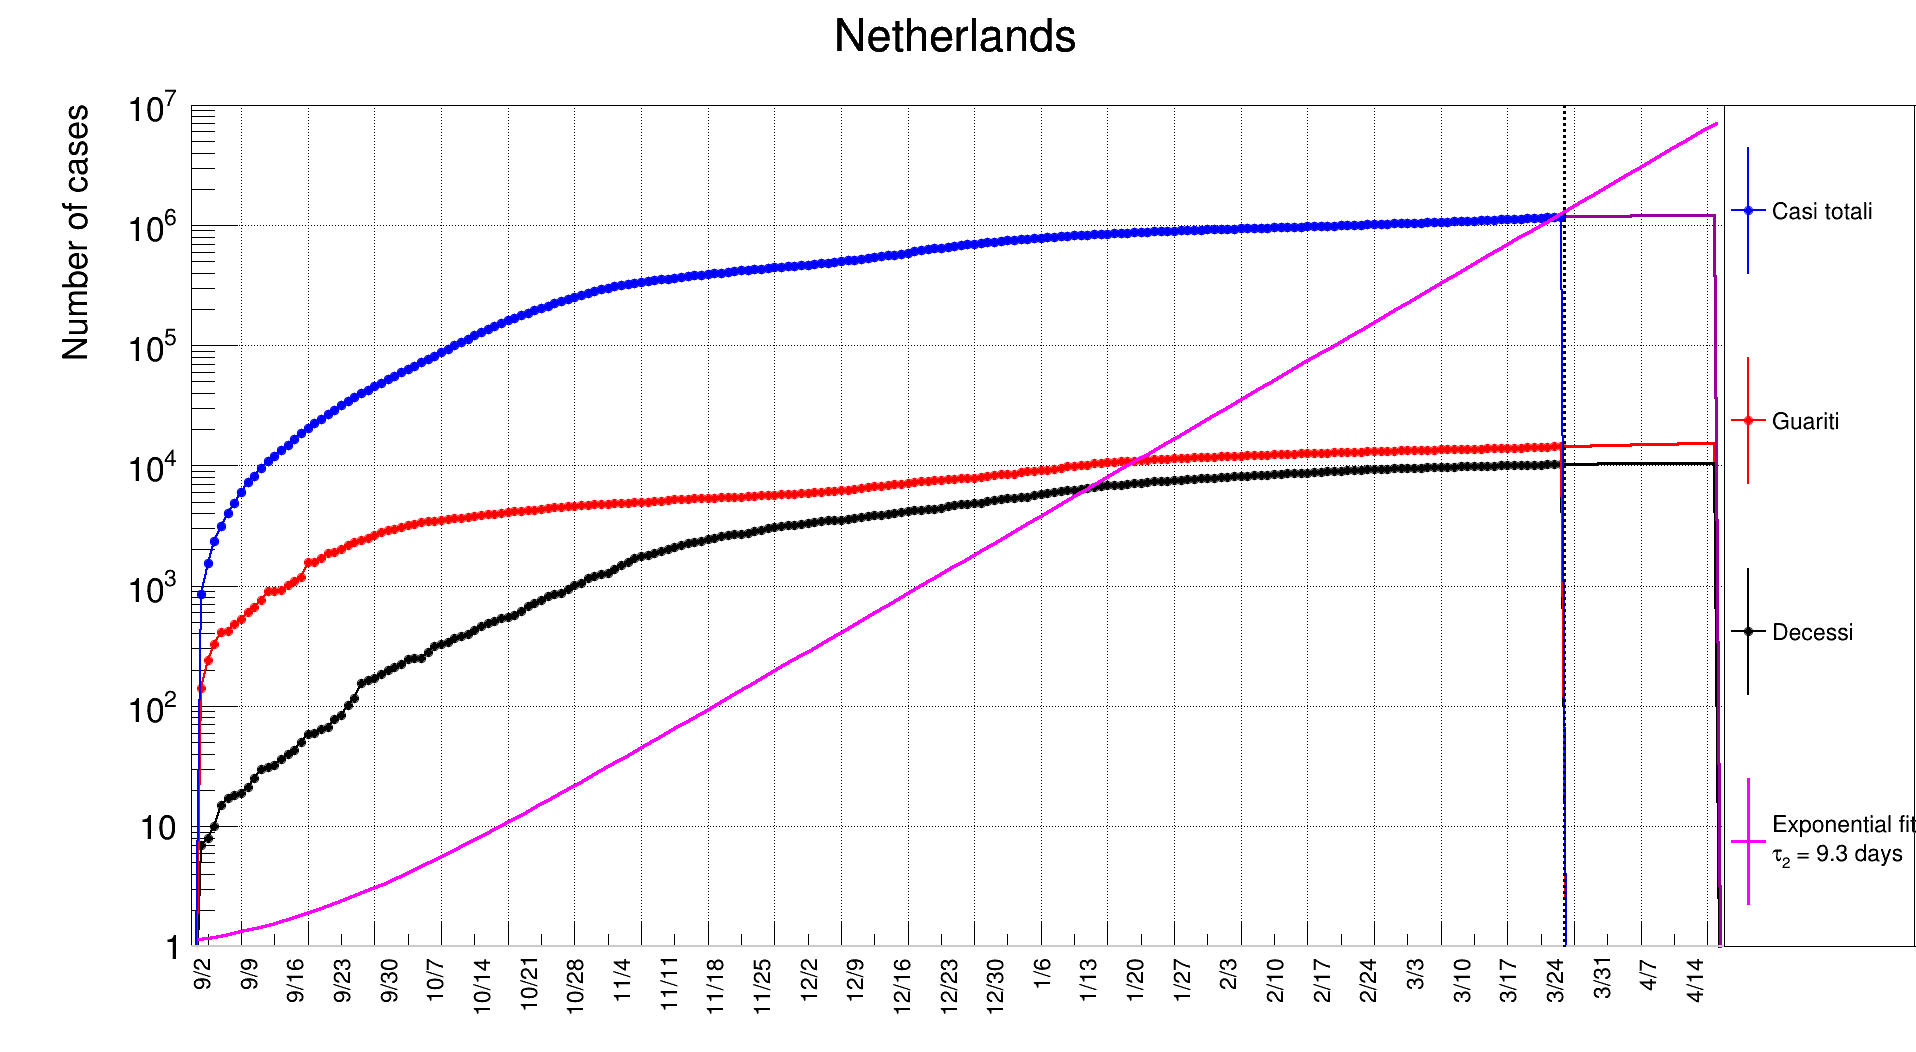 Netherlands
Number of cases
10^7
10^6
10^5
10^4
10^3
10^2
10
1
9/2 9/9 9/16 9/23 9/30 10/7 10/14 10/21 10/28 11/4 11/11 11/18 11/25 12/2 12/9 12/16 12/23 12/30 1/6 1/13 1/20 1/27 2/3 2/10 2/17 2/24 3/3 3/10 3/17 3/24 3/31 4/7 4/14
Casi totali
Guariti
Decessi
Exponential fit
τ₂ = 9.3 days